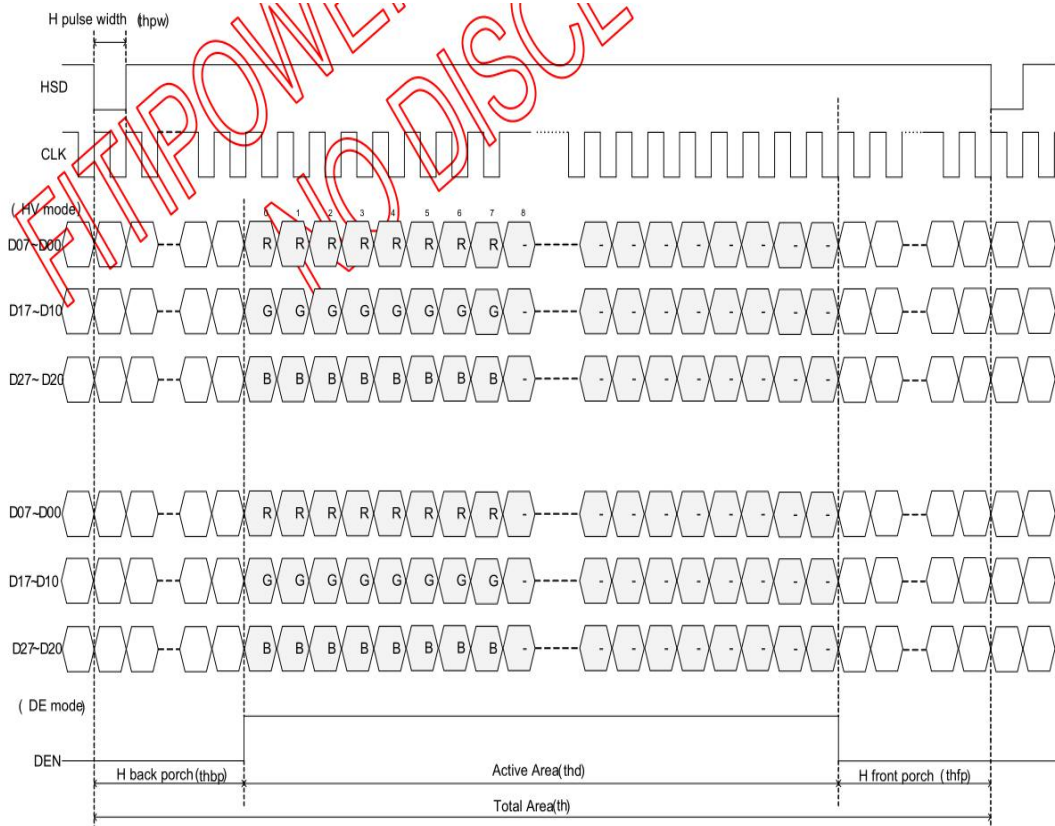 H pulse width (thpw)
HSD
CLK
FITIPOWER
NO DISCL
( HV mode)
0 1 2 3 4 5 6 7 8
D07~D00 R R R R R R R R - - - - - - - - -
D17~D10 G G G G G G G G - - - - - - - - -
D27~D20 B B B B B B B B - - - - - - - - -
D07~D00 R R R R R R R R - - - - - - - - -
D17~D10 G G G G G G G G - - - - - - - - -
D27~D20 B B B B B B B B - - - - - - - - -
( DE mode)
DEN
H back porch (thbp)
Active Area(thd)
H front porch (thfp)
Total Area(th)